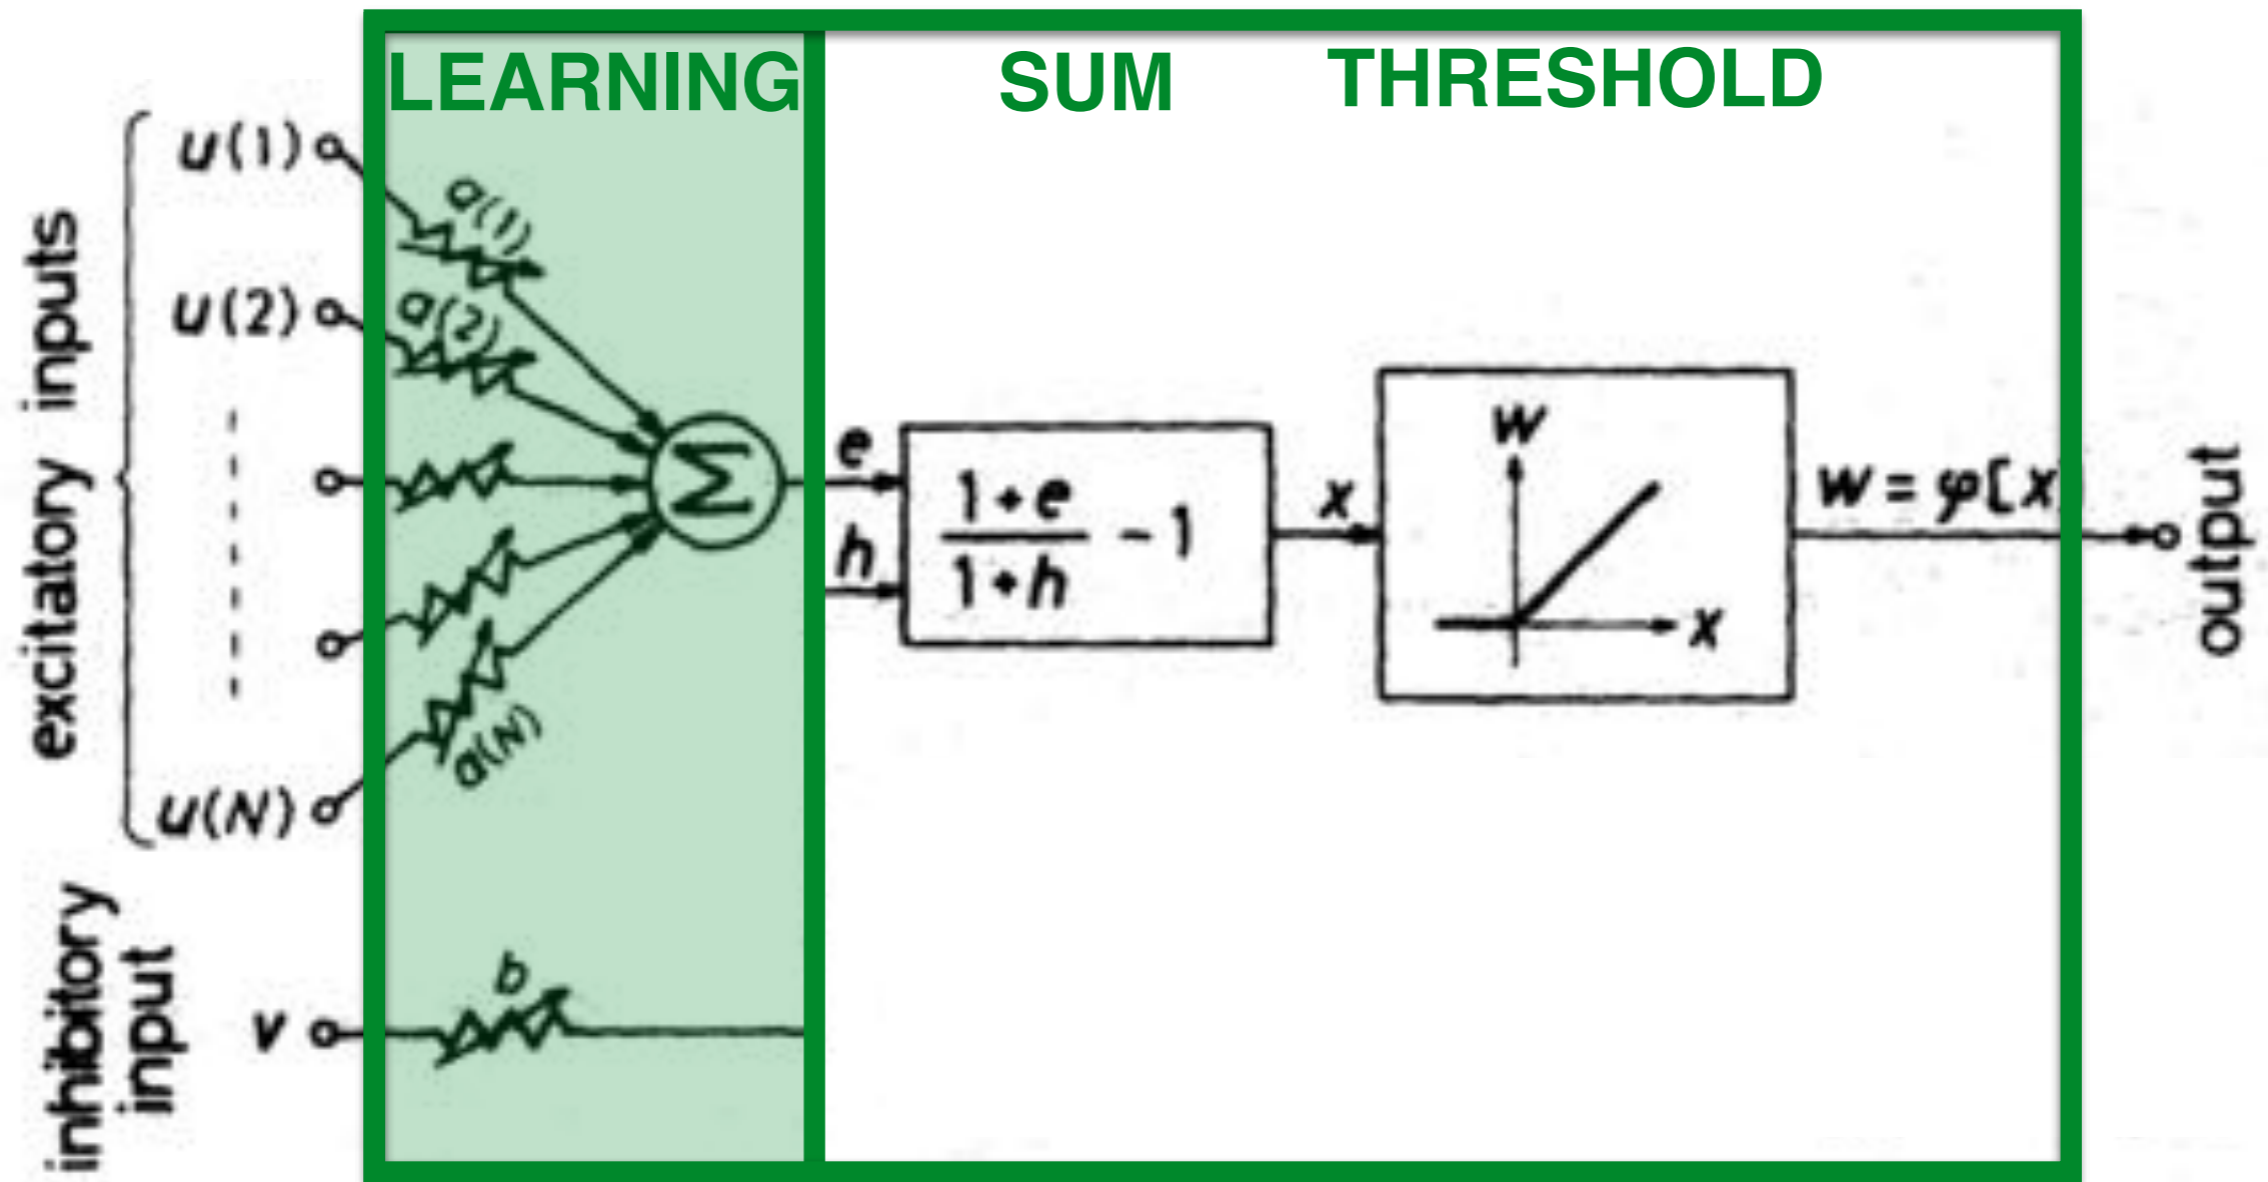 LEARNING SUM THRESHOLD
excitatory inputs
u(1)
a(1)
u(2)
a(2)
u(N)
a(N)
Σ
e
h
1+e
1+h
-1
x
w
x
w = φ[x
output
inhibitory
input
v
b